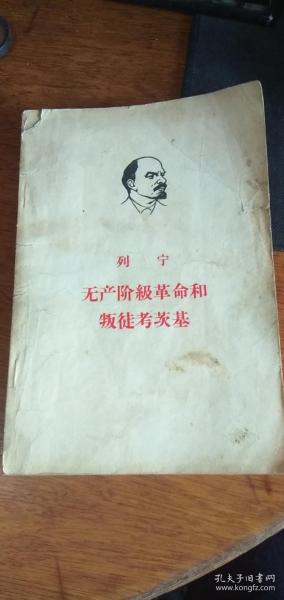 列 宁
无产阶級革命和
叛徒考茨基
孔夫子旧书网
kongfz.com